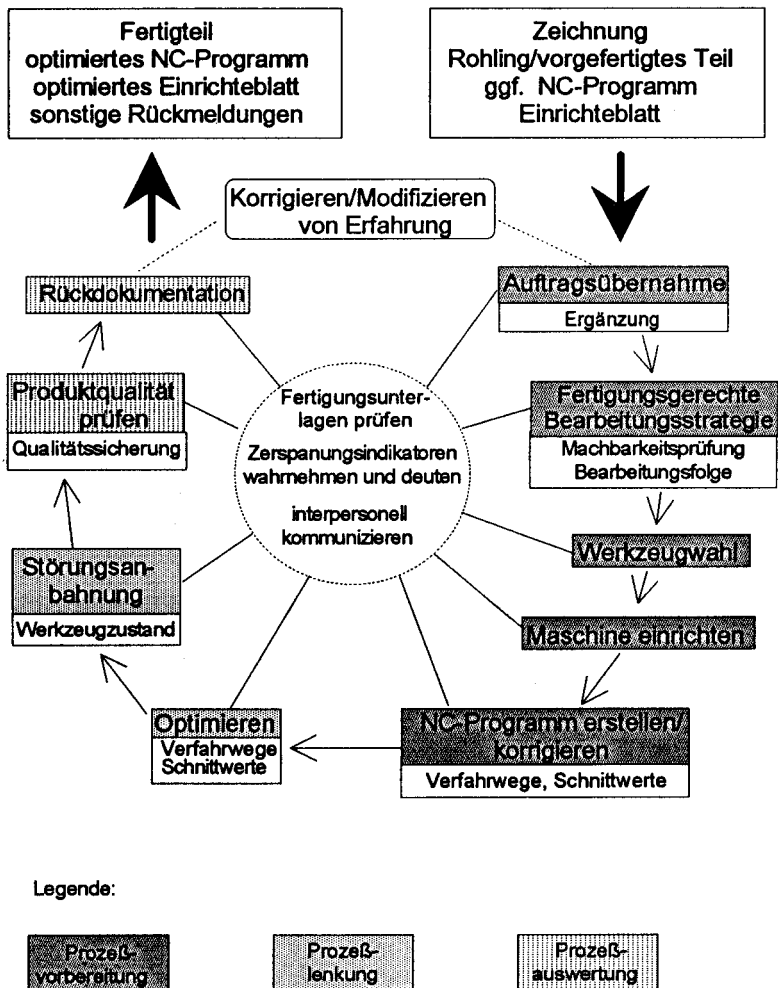 Fertigteil
optimiertes NC-Programm
optimiertes Einrichteblatt
sonstige Rückmeldungen
Zeichnung
Rohling/vorgefertigtes Teil
ggf. NC-Programm
Einrichteblatt
Korrigieren/Modifizieren
von Erfahrung
Rückdokumentation
Auftragsübernahme
Ergänzung
Produktqualität
prüfen
Qualitätssicherung
Fertigungsunter-
lagen prüfen
Zerspanungsindikatoren
wahrnehmen und deuten
interpersonell
kommunizieren
Fertigungsgerechte
Bearbeitungsstrategie
Machbarkeitsprüfung
Bearbeitungsfolge
Werkzeugwahl
Störungsan-
bahnung
Werkzeugzustand
Maschine einrichten
Optimieren
Verfahrwege
Schnittwerte
NC-Programm erstellen/
korrigieren
Verfahrwege, Schnittwerte
Legende:
Prozeß-
vorbereitung
Prozeß-
lenkung
Prozeß-
auswertung